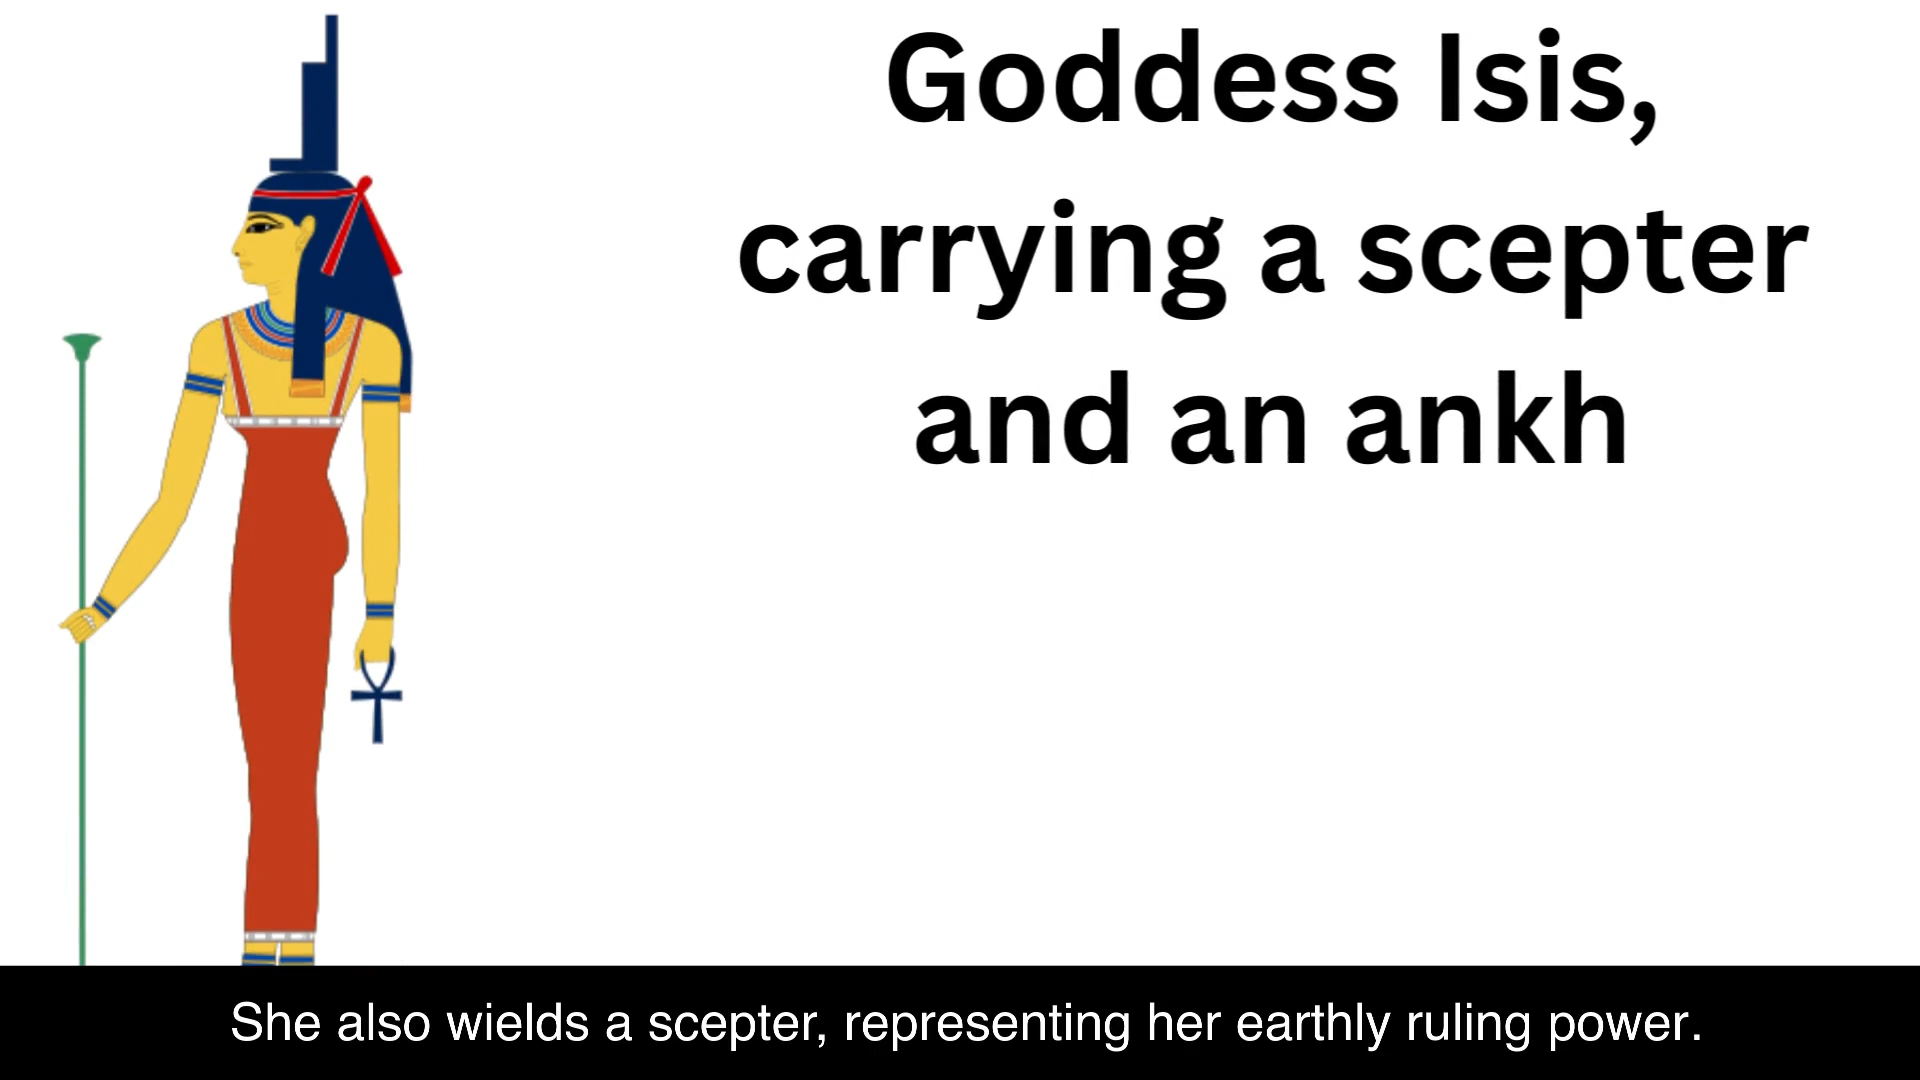 Goddess Isis,
carrying a scepter
and an ankh
She also wields a scepter, representing her earthly ruling power.